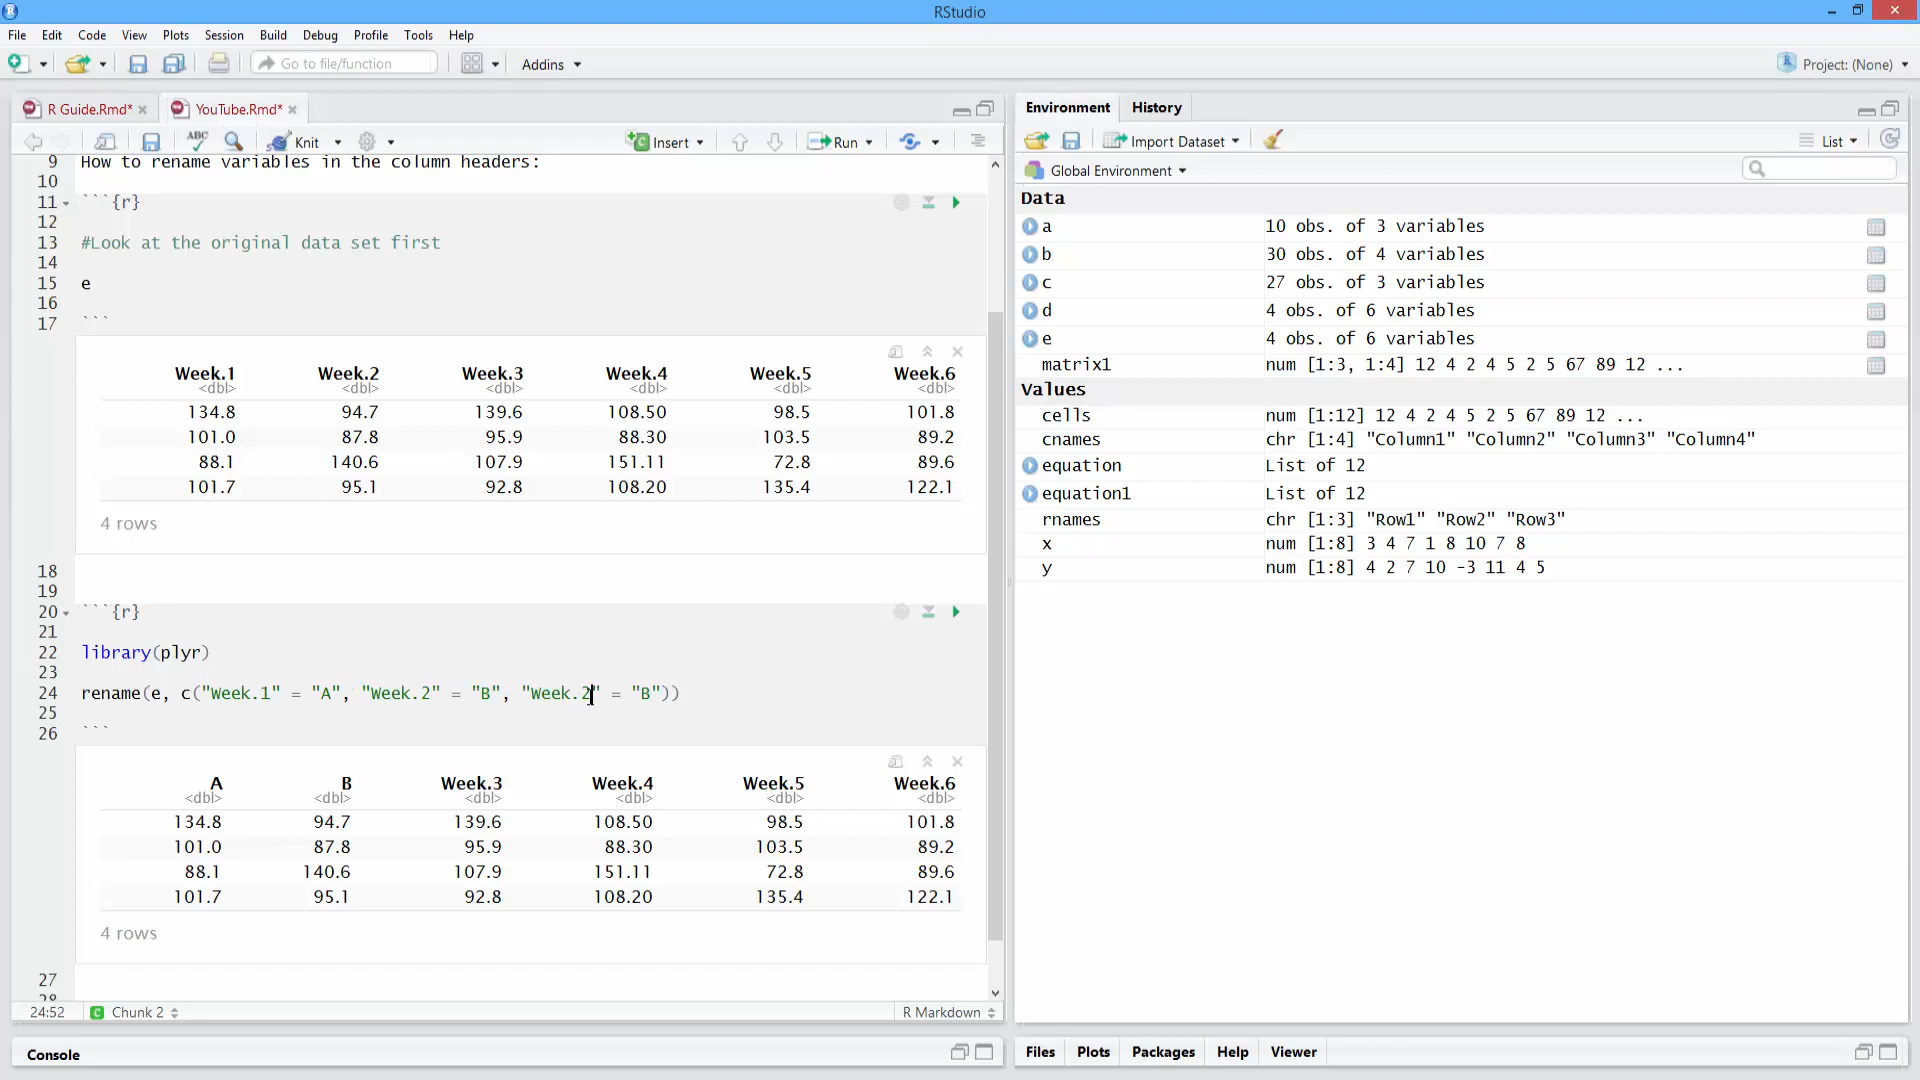 RStudio
File Edit Code View Plots Session Build Debug Profile Tools Help
Go to file/function Addins Project: (None)
R Guide.Rmd* YouTube.Rmd*
ABC Knit Insert Run
9 How to rename variables in the column headers:
10
11 ```{r}
12
13 #Look at the original data set first
14
15 e
16
17 ```
Week.1 Week.2 Week.3 Week.4 Week.5 Week.6
<dbl> <dbl> <dbl> <dbl> <dbl> <dbl>
134.8 94.7 139.6 108.50 98.5 101.8
101.0 87.8 95.9 88.30 103.5 89.2
88.1 140.6 107.9 151.11 72.8 89.6
101.7 95.1 92.8 108.20 135.4 122.1
4 rows
18
19
20 ```{r}
21
22 library(plyr)
23
24 rename(e, c("Week.1" = "A", "Week.2" = "B", "Week.2" = "B"))
25
26 ```
A B Week.3 Week.4 Week.5 Week.6
<dbl> <dbl> <dbl> <dbl> <dbl> <dbl>
134.8 94.7 139.6 108.50 98.5 101.8
101.0 87.8 95.9 88.30 103.5 89.2
88.1 140.6 107.9 151.11 72.8 89.6
101.7 95.1 92.8 108.20 135.4 122.1
4 rows
27
28
24:52 C Chunk 2 R Markdown
Console
Environment History
Import Dataset List
Global Environment
Data
a 10 obs. of 3 variables
b 30 obs. of 4 variables
c 27 obs. of 3 variables
d 4 obs. of 6 variables
e 4 obs. of 6 variables
matrix1 num [1:3, 1:4] 12 4 2 4 5 2 5 67 89 12 ...
Values
cells num [1:12] 12 4 2 4 5 2 5 67 89 12 ...
cnames chr [1:4] "Column1" "Column2" "Column3" "Column4"
equation List of 12
equation1 List of 12
rnames chr [1:3] "Row1" "Row2" "Row3"
x num [1:8] 3 4 7 1 8 10 7 8
y num [1:8] 4 2 7 10 -3 11 4 5
Files Plots Packages Help Viewer